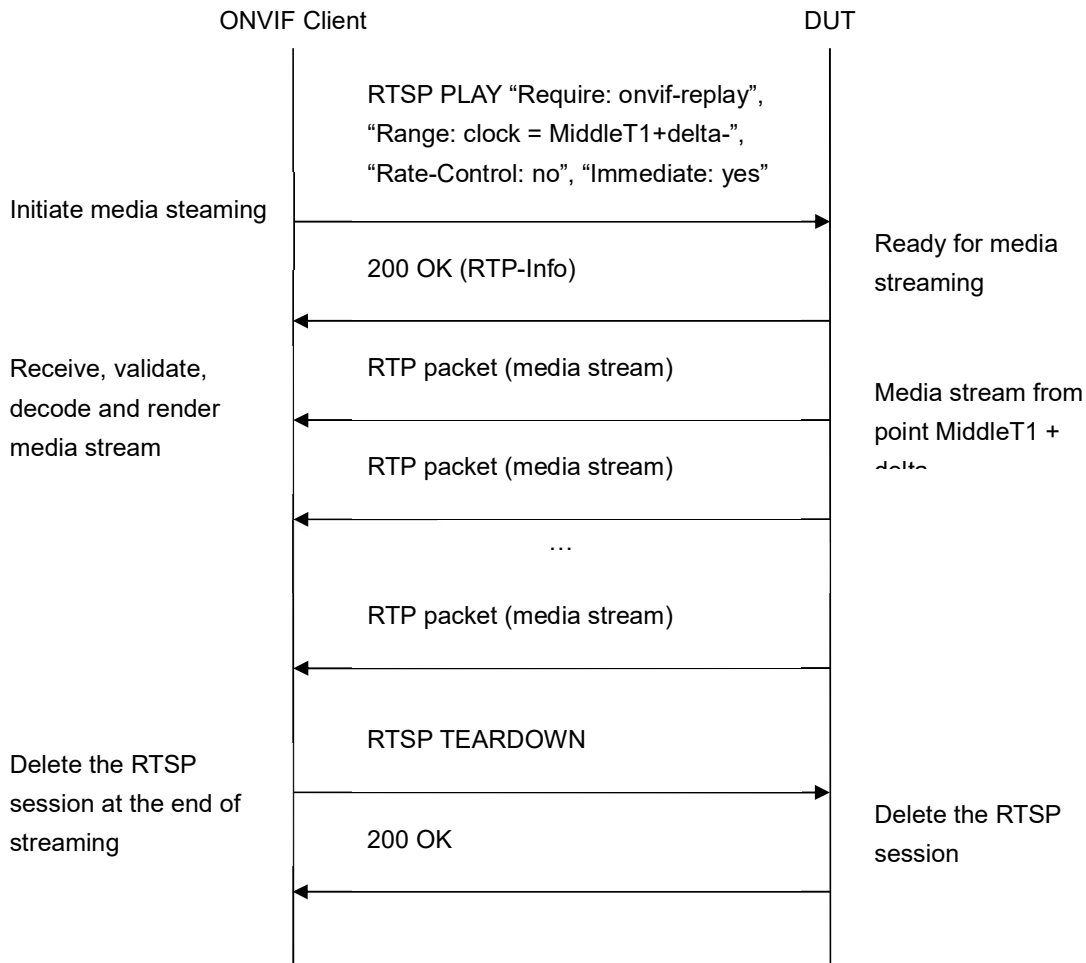 ONVIF Client
DUT
RTSP PLAY “Require: onvif-replay”,
“Range: clock = MiddleT1+delta-”,
“Rate-Control: no”, “Immediate: yes”
Initiate media steaming
Ready for media
streaming
200 OK (RTP-Info)
RTP packet (media stream)
Receive, validate,
decode and render
media stream
Media stream from
point MiddleT1 +
RTP packet (media stream)
…
RTP packet (media stream)
RTSP TEARDOWN
Delete the RTSP
session at the end of
streaming
200 OK
Delete the RTSP
session